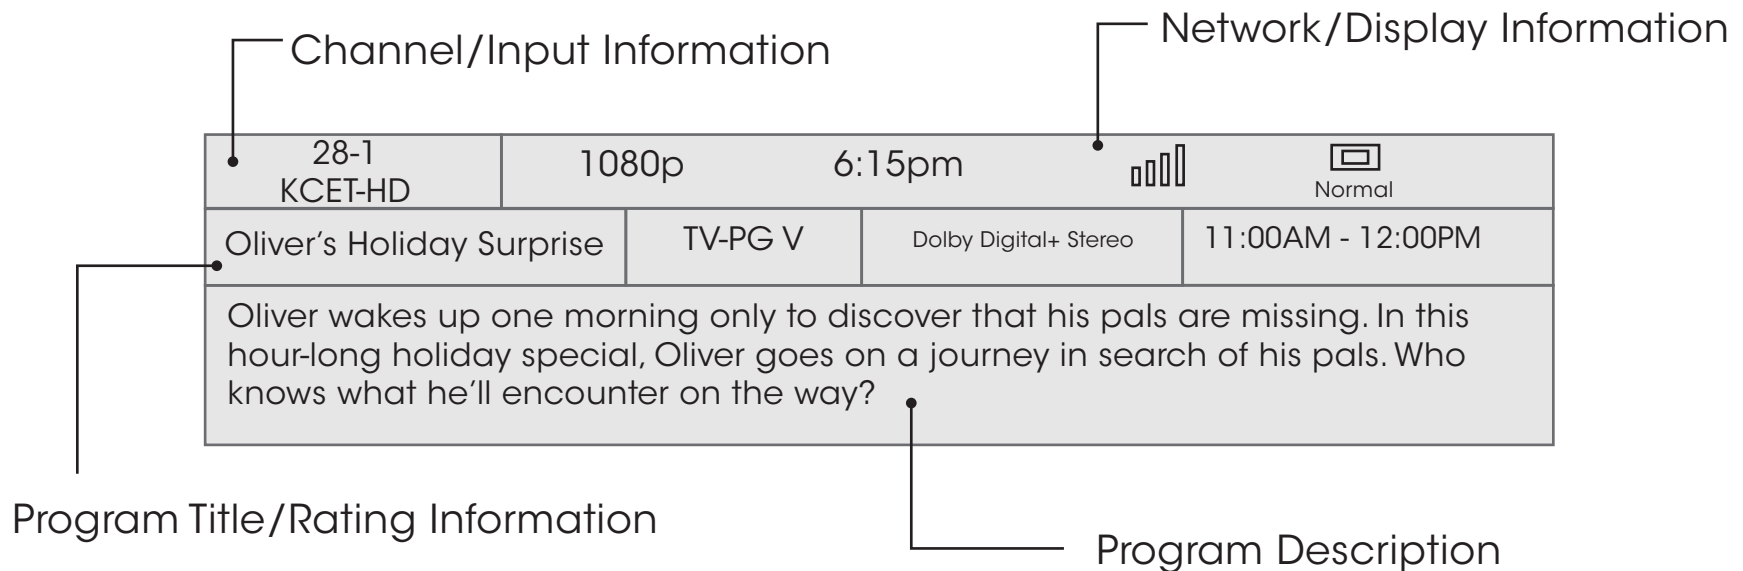 Channel/Input Information
Network/Display Information
28-1
KCET-HD
1080p
6:15pm
Normal
Oliver’s Holiday Surprise
TV-PG V
Dolby Digital+ Stereo
11:00AM - 12:00PM
Oliver wakes up one morning only to discover that his pals are missing. In this
hour-long holiday special, Oliver goes on a journey in search of his pals. Who
knows what he’ll encounter on the way?
Program Title/Rating Information
Program Description